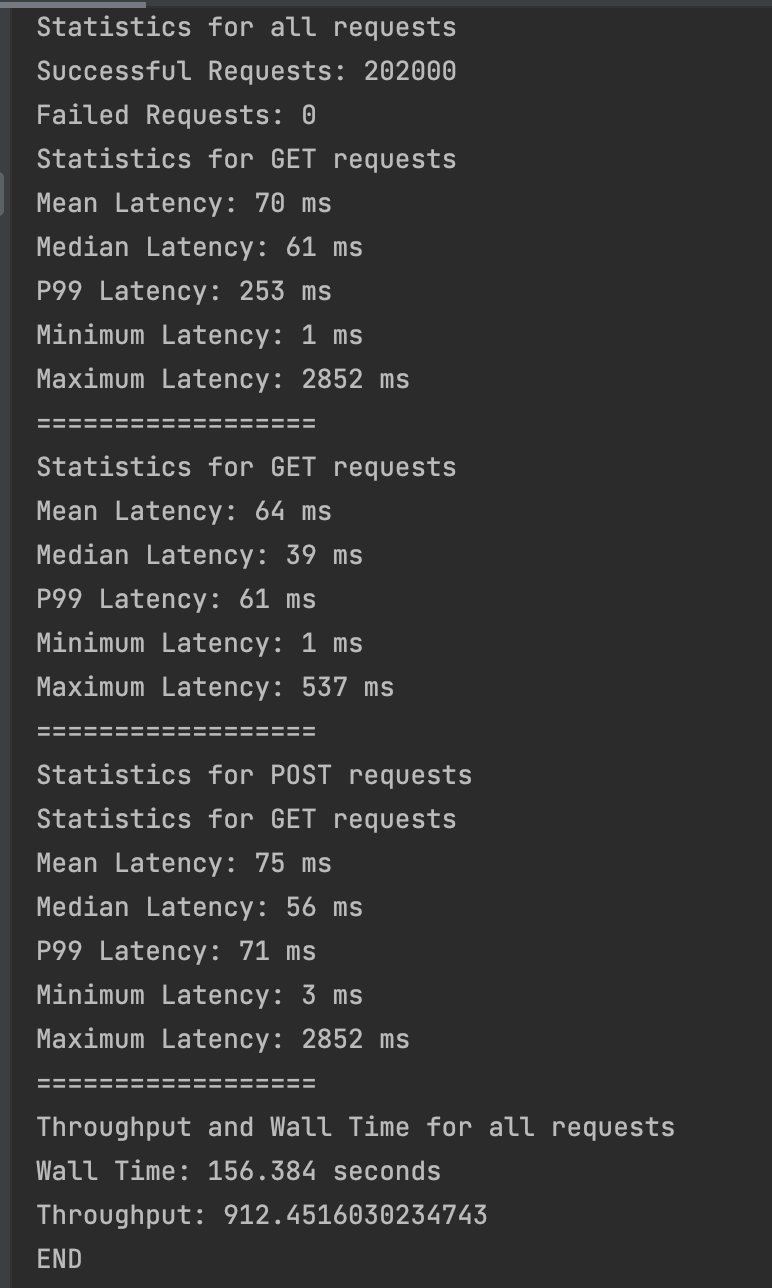 Statistics for all requests
Successful Requests: 202000
Failed Requests: 0
Statistics for GET requests
Mean Latency: 70 ms
Median Latency: 61 ms
P99 Latency: 253 ms
Minimum Latency: 1 ms
Maximum Latency: 2852 ms
==================
Statistics for GET requests
Mean Latency: 64 ms
Median Latency: 39 ms
P99 Latency: 61 ms
Minimum Latency: 1 ms
Maximum Latency: 537 ms
==================
Statistics for POST requests
Statistics for GET requests
Mean Latency: 75 ms
Median Latency: 56 ms
P99 Latency: 71 ms
Minimum Latency: 3 ms
Maximum Latency: 2852 ms
==================
Throughput and Wall Time for all requests
Wall Time: 156.384 seconds
Throughput: 912.4516030234743
END